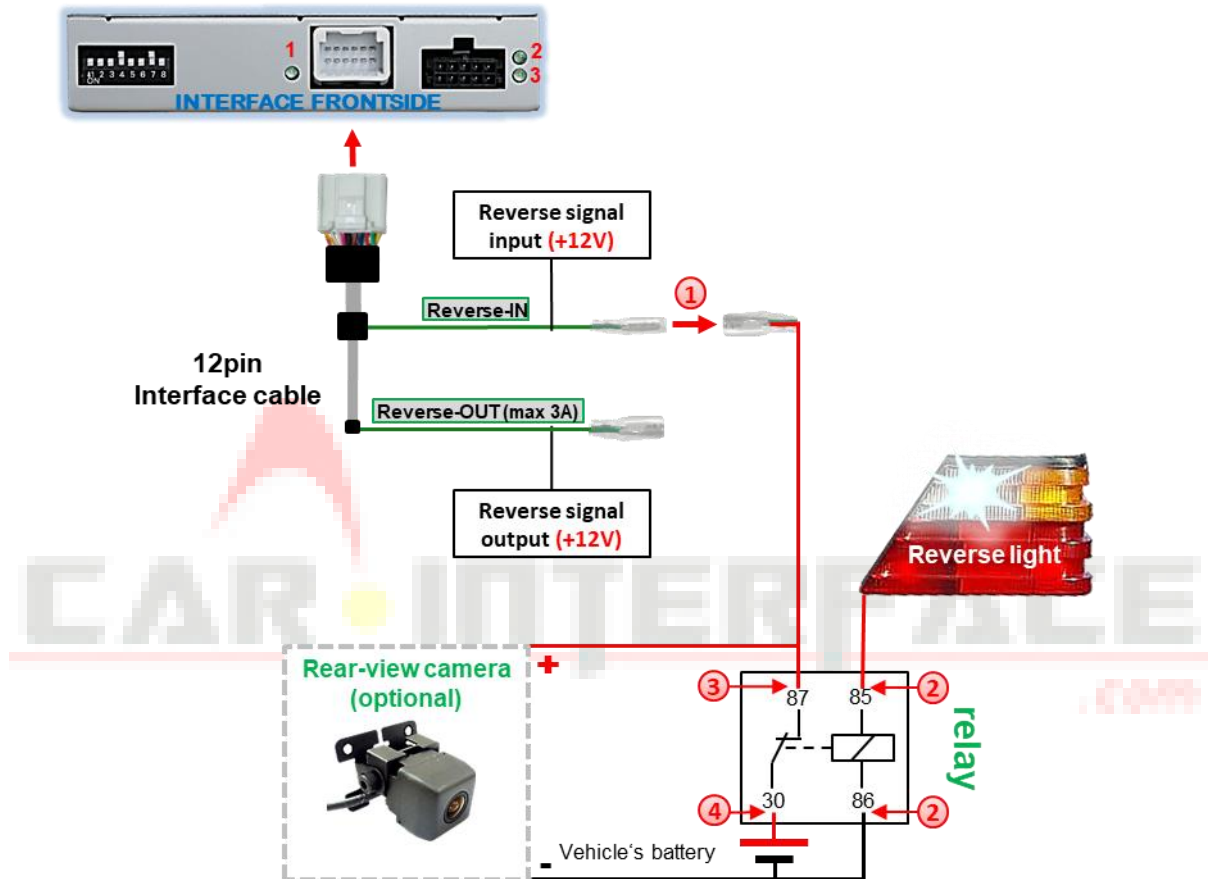 1
2
3
A1 2 3 4 5 6 7 8
ON
INTERFACE FRONTSIDE
Reverse signal
input (+12V)
Reverse-IN
1
12pin
Interface cable
Reverse-OUT (max 3A)
Reverse signal
output (+12V)
Reverse light
CAR INTERFACE
.com
Rear-view camera
(optional)
+
3
87
85
2
relay
4
30
86
2
Vehicle‘s battery
-